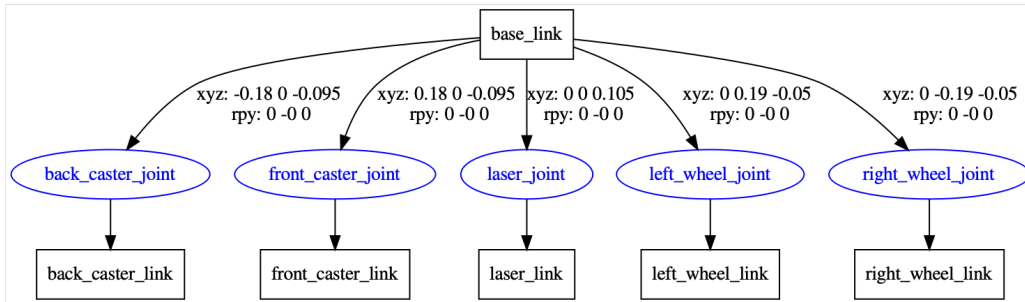 base_link
xyz: -0.18 0 -0.095
rpy: 0 -0 0
xyz: 0.18 0 -0.095
rpy: 0 -0 0
xyz: 0 0 0.105
rpy: 0 -0 0
xyz: 0 0.19 -0.05
rpy: 0 -0 0
xyz: 0 -0.19 -0.05
rpy: 0 -0 0
back_caster_joint
front_caster_joint
laser_joint
left_wheel_joint
right_wheel_joint
back_caster_link
front_caster_link
laser_link
left_wheel_link
right_wheel_link